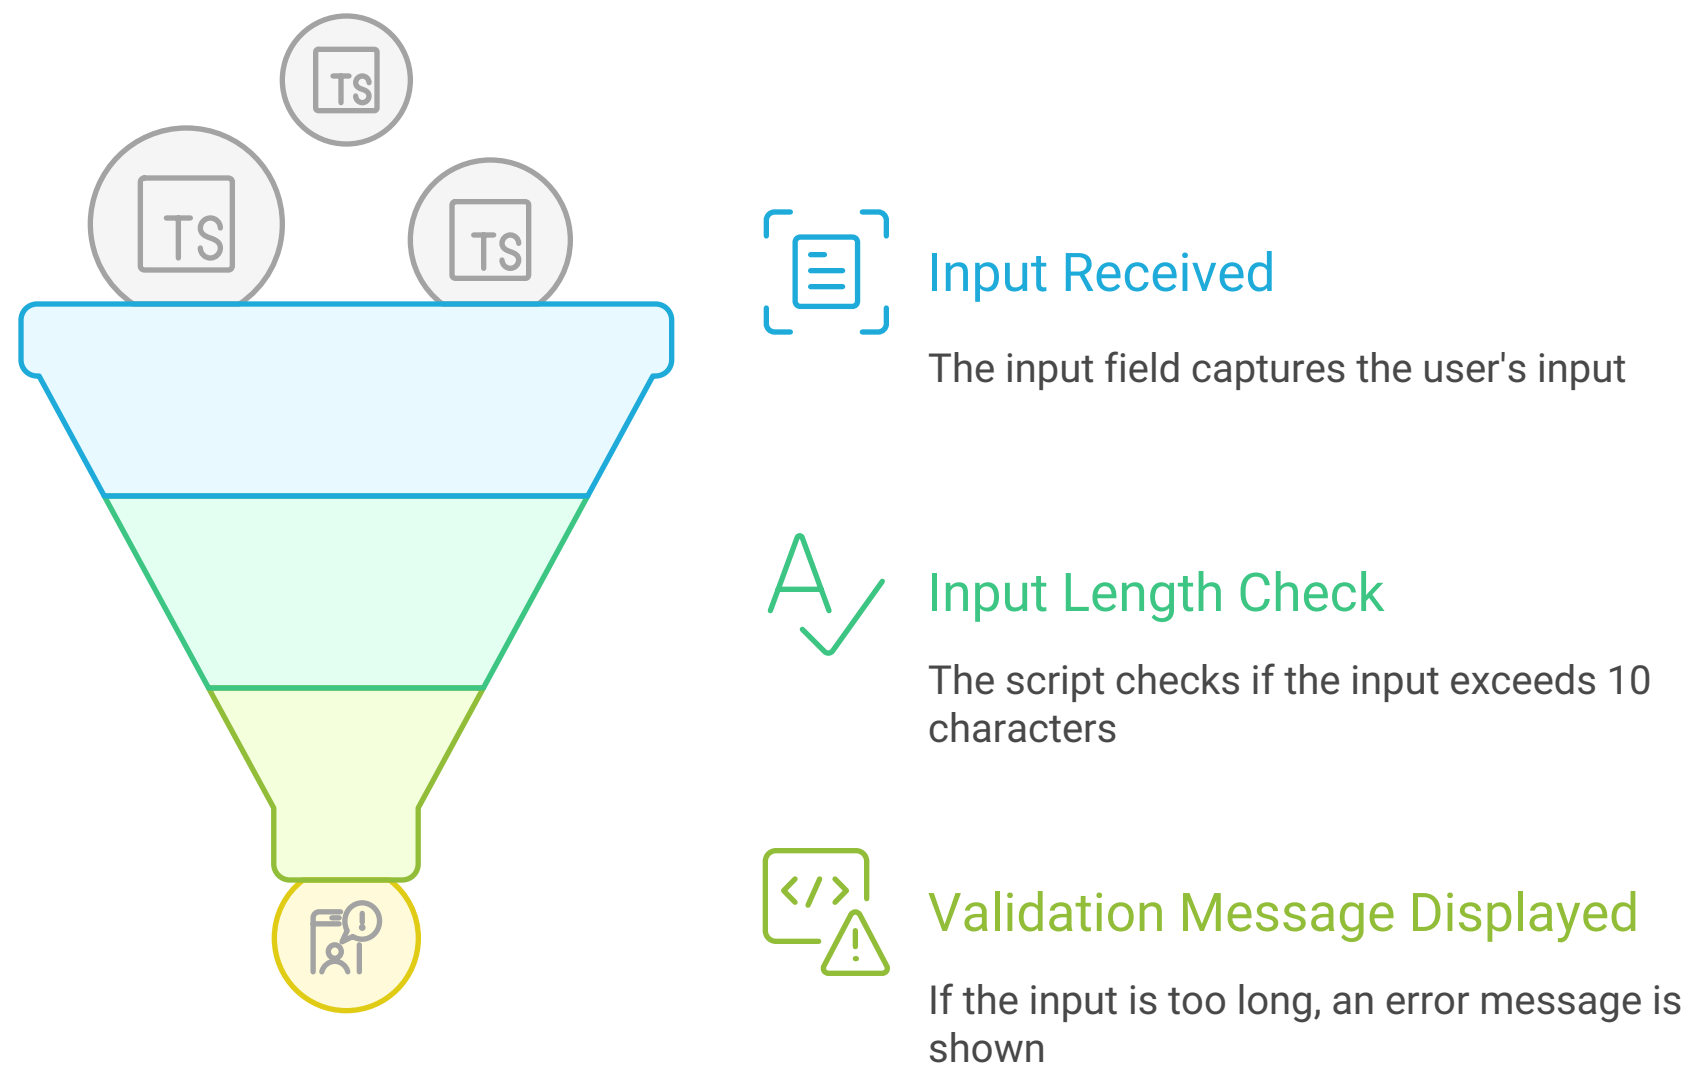 TS
TS
TS
Input Received
The input field captures the user's input
Input Length Check
The script checks if the input exceeds 10
characters
</>
Validation Message Displayed
If the input is too long, an error message is
shown